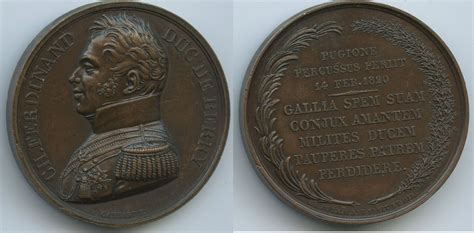 CH. FERDINAND DUC DE BERRY
PUGIONE
PERCUSSUS PERIIT
14 FEB. 1820
GALLIA SPEM SUAM
CONJUX AMANTEM
MILITES DUCEM
PAUPERES PATREM
PERDIDERE.